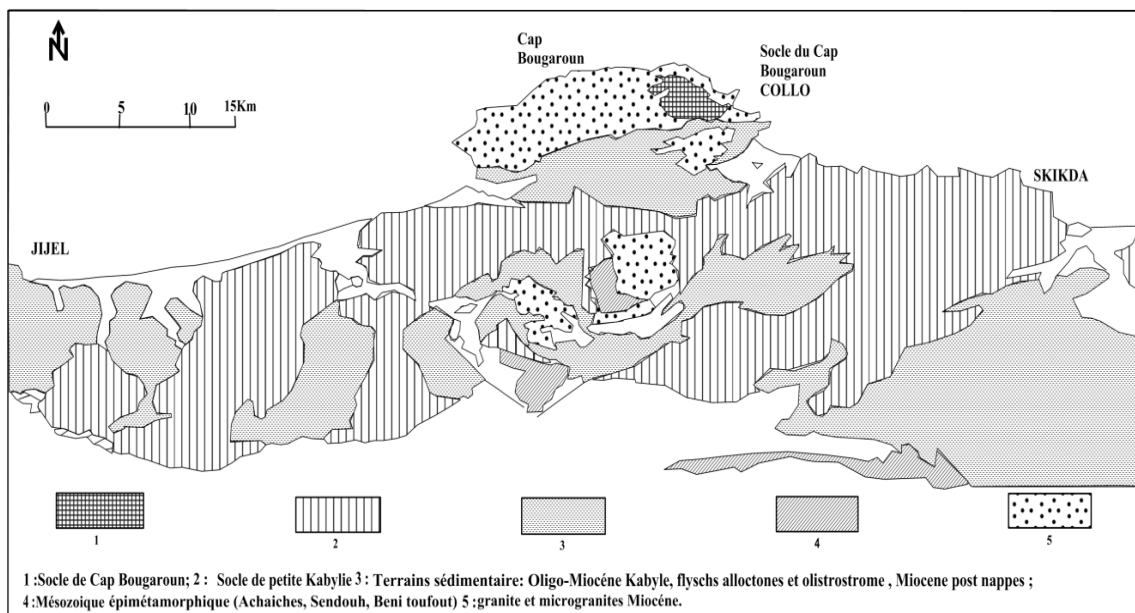 N
Cap
Bougaroun
Socle du Cap
Bougaroun
COLLO
0 5 10 15Km
SKIKDA
JIJEL
1 2 3 4 5
1 :Socle de Cap Bougaroun; 2 : Socle de petite Kabylie 3 : Terrains sédimentaire: Oligo-Miocéne Kabyle, flyschs alloctones et olistrostrome , Miocene post nappes ;
4 :Mésozoique épimétamorphique (Achaiches, Sendouh, Beni toufout) 5 :granite et microgranites Miocéne.